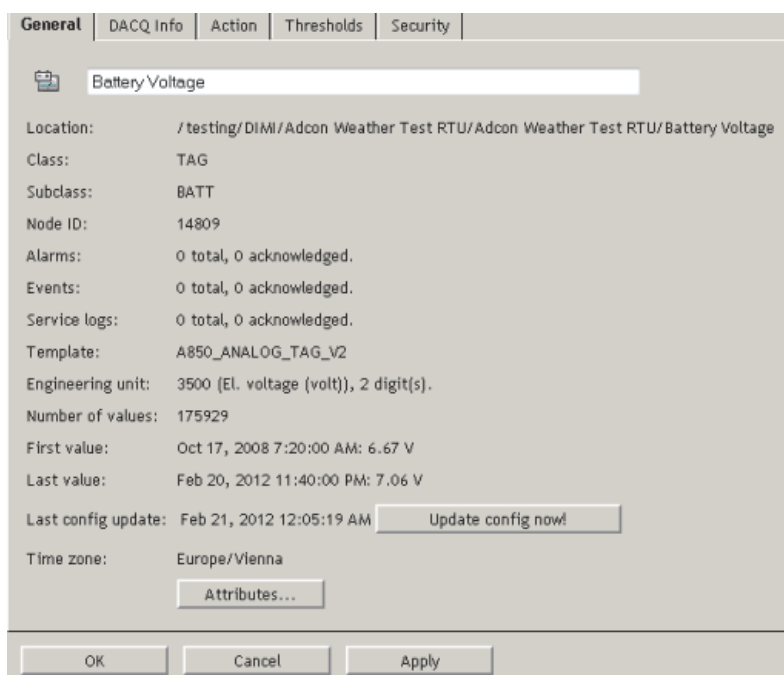 General DACQ Info Action Thresholds Security
Battery Voltage
Location: /testing/DIMI/Adcon Weather Test RTU/Adcon Weather Test RTU/Battery Voltage
Class: TAG
Subclass: BATT
Node ID: 14809
Alarms: 0 total, 0 acknowledged.
Events: 0 total, 0 acknowledged.
Service logs: 0 total, 0 acknowledged.
Template: A850_ANALOG_TAG_V2
Engineering unit: 3500 (El. voltage (volt)), 2 digit(s).
Number of values: 175929
First value: Oct 17, 2008 7:20:00 AM: 6.67 V
Last value: Feb 20, 2012 11:40:00 PM: 7.06 V
Last config update: Feb 21, 2012 12:05:19 AM Update config now!
Time zone: Europe/Vienna
Attributes...
OK Cancel Apply